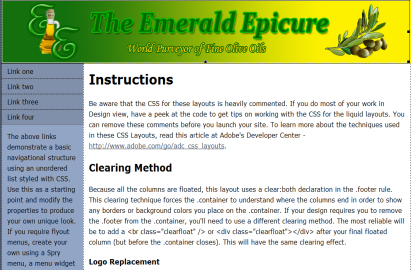 The Emerald Epicure
World Purveyor of Fine Olive Oils
Link one
Link two
Link three
Link four
The above links
demonstrate a basic
navigational structure
using an unordered
list styled with CSS.
Use this as a starting
point and modify the
properties to produce
your own unique look.
If you require flyout
menus, create your
own using a Spry
menu, a menu widget
Instructions
Be aware that the CSS for these layouts is heavily commented. If you do most of your work in
Design view, have a peek at the code to get tips on working with the CSS for the liquid layouts. You
can remove these comments before you launch your site. To learn more about the techniques used
in these CSS Layouts, read this article at Adobe's Developer Center -
http://www.adobe.com/go/adc_css_layouts.
Clearing Method
Because all the columns are floated, this layout uses a clear:both declaration in the .footer rule.
This clearing technique forces the .container to understand where the columns end in order to show
any borders or background colors you place on the .container. If your design requires you to remove
the .footer from the .container, you'll need to use a different clearing method. The most reliable will
be to add a <br class="clearfloat" /> or <div class="clearfloat"></div> after your final floated
column (but before the .container closes). This will have the same clearing effect.
Logo Replacement